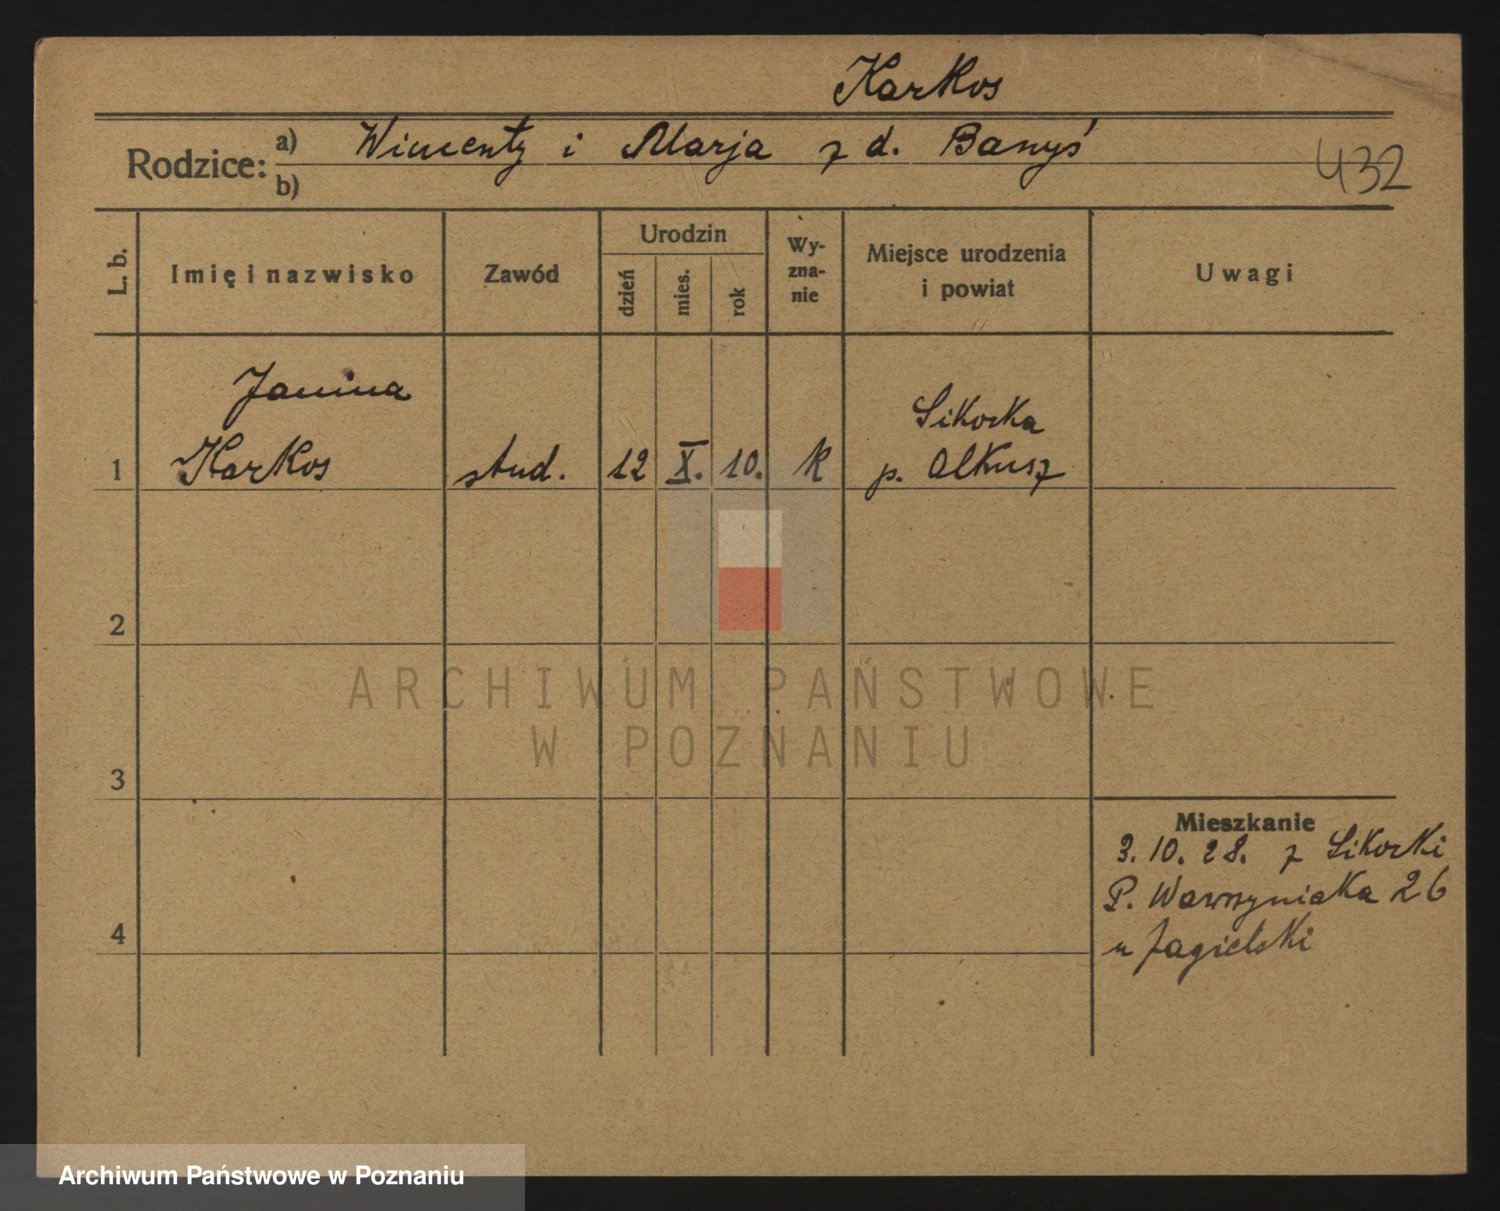 Karkos
Rodzice: a) Wincenty i Marja z d. Banyś
b)
432
L. b.
Imię i nazwisko
Zawód
Urodzin
dzień
mies.
rok
Wy-
zna-
nie
Miejsce urodzenia
i powiat
Uwagi
Janina
Karkos
1
stud.
12
X.
10.
k
Sikorka
p. Olkusz
2
3
4
Mieszkanie
3. 10. 28. z Sikorki
P. Wawrzyniaka 26
u Jagielski
ARCHIWUM PAŃSTWOWE
W POZNANIU
Archiwum Państwowe w Poznaniu